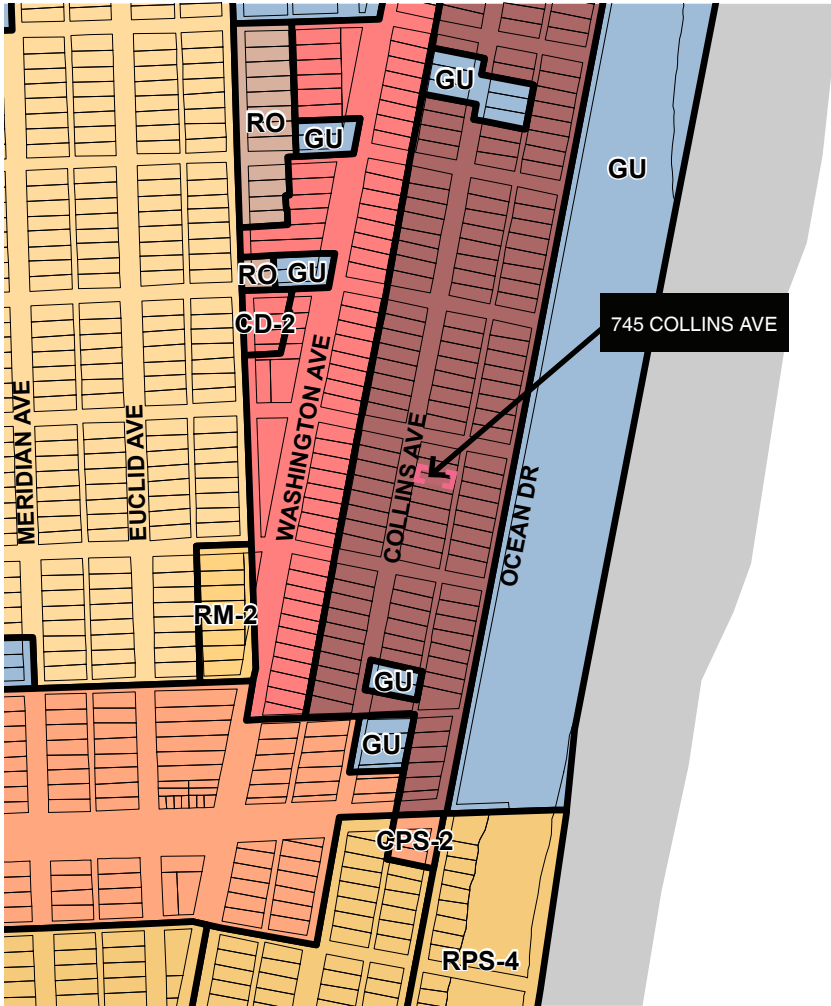 GU
RO
GU
GU
RO GU
CD-2
745 COLLINS AVE
WASHINGTON AVE
MERIDIAN AVE
EUCLID AVE
COLLINS AVE
OCEAN DR
RM-2
GU
GU
CPS-2
RPS-4